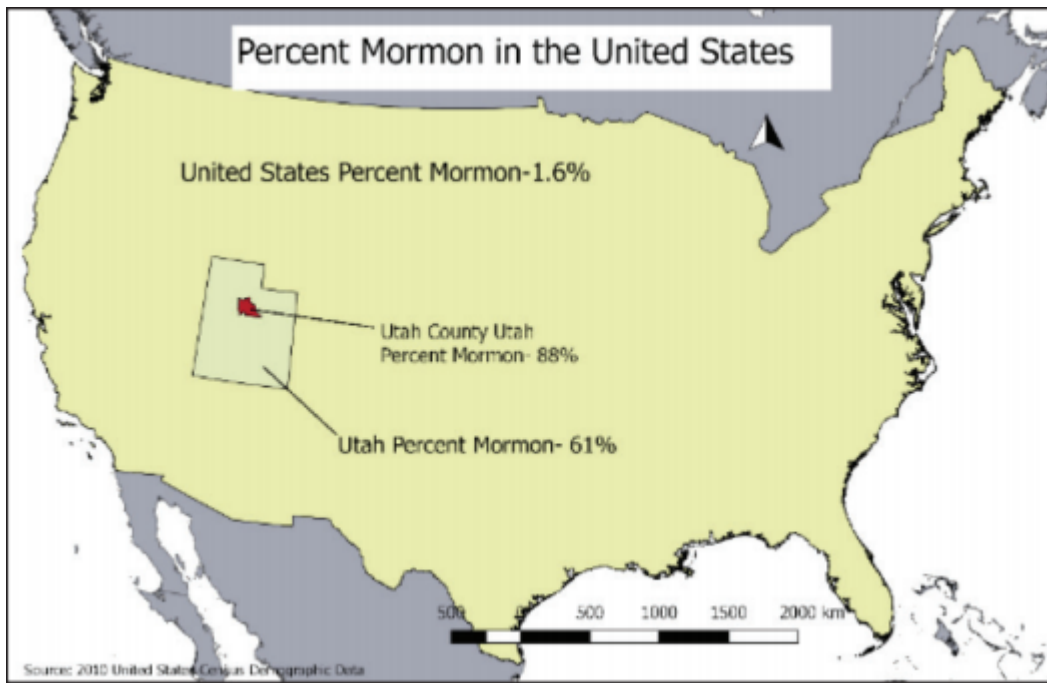 Percent Mormon in the United States
United States Percent Mormon-1.6%
Utah County Utah
Percent Mormon- 88%
Utah Percent Mormon- 61%
500 0 500 1000 1500 2000 km
Source: 2010 United States Census Demographic Data